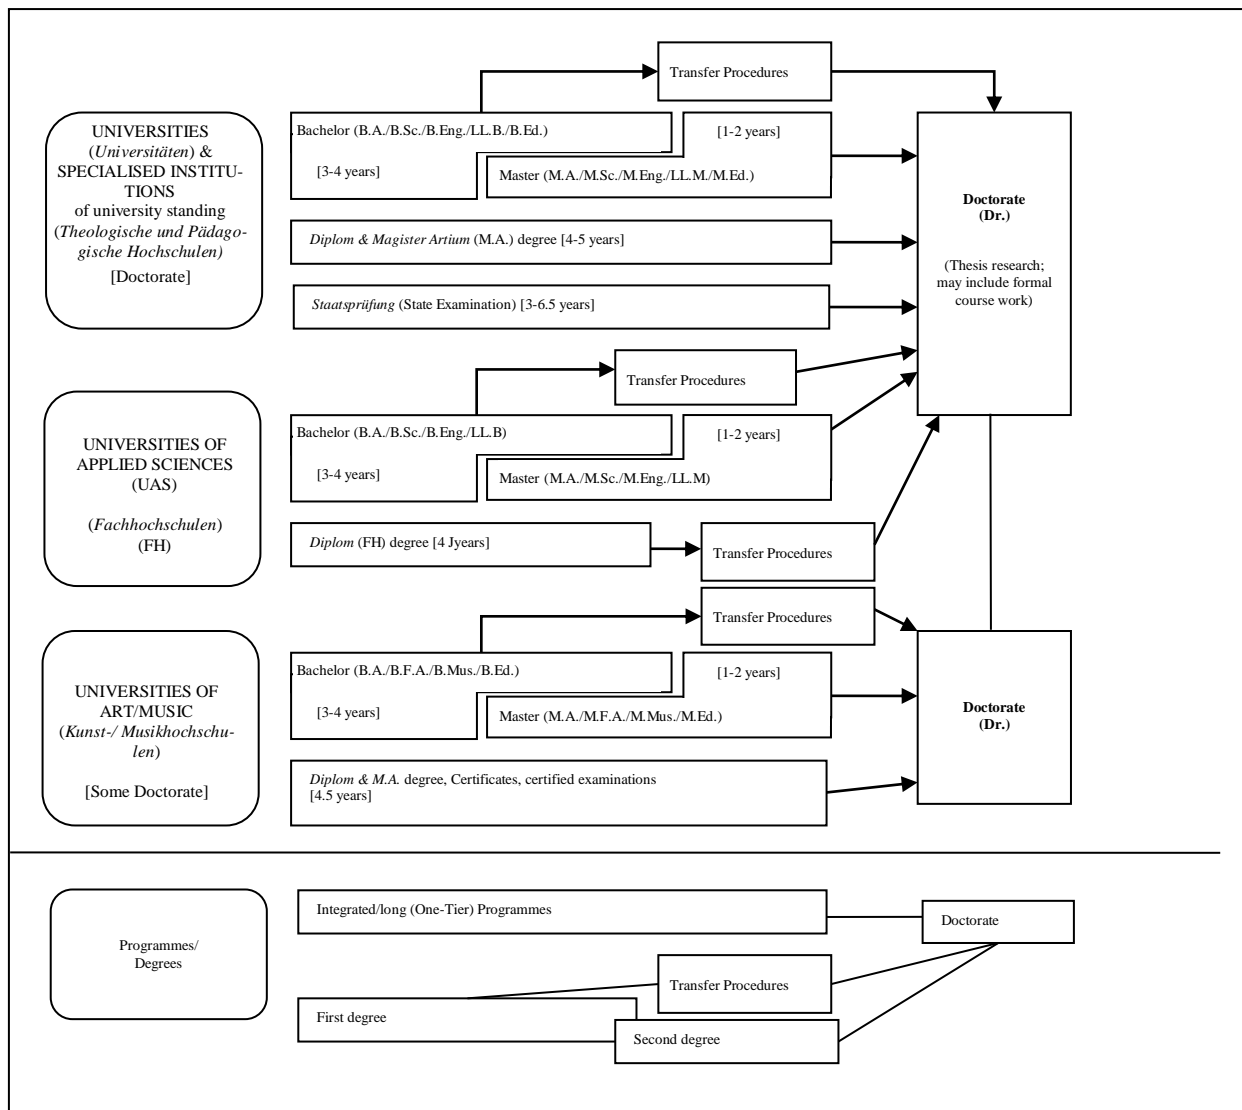 Transfer Procedures
UNIVERSITIES
(Universitäten) &
SPECIALISED INSTITU-
TIONS
of university standing
(Theologische und Pädago-
gische Hochschulen)
[Doctorate]
Bachelor (B.A./B.Sc./B.Eng./LL.B./B.Ed.)
[3-4 years]
[1-2 years]
Master (M.A./M.Sc./M.Eng./LL.M./M.Ed.)
Diplom & Magister Artium (M.A.) degree [4-5 years]
Staatsprüfung (State Examination) [3-6.5 years]
Doctorate
(Dr.)
(Thesis research;
may include formal
course work)
Transfer Procedures
UNIVERSITIES OF
APPLIED SCIENCES
(UAS)
(Fachhochschulen)
(FH)
Bachelor (B.A./B.Sc./B.Eng./LL.B)
[3-4 years]
[1-2 years]
Master (M.A./M.Sc./M.Eng./LL.M)
Diplom (FH) degree [4 Jyears]
Transfer Procedures
Transfer Procedures
UNIVERSITIES OF
ART/MUSIC
(Kunst-/ Musikhochschu-
len)
[Some Doctorate]
Bachelor (B.A./B.F.A./B.Mus./B.Ed.)
[3-4 years]
[1-2 years]
Master (M.A./M.F.A./M.Mus./M.Ed.)
Diplom & M.A. degree, Certificates, certified examinations
[4.5 years]
Doctorate
(Dr.)
Programmes/
Degrees
Integrated/long (One-Tier) Programmes
Doctorate
Transfer Procedures
First degree
Second degree